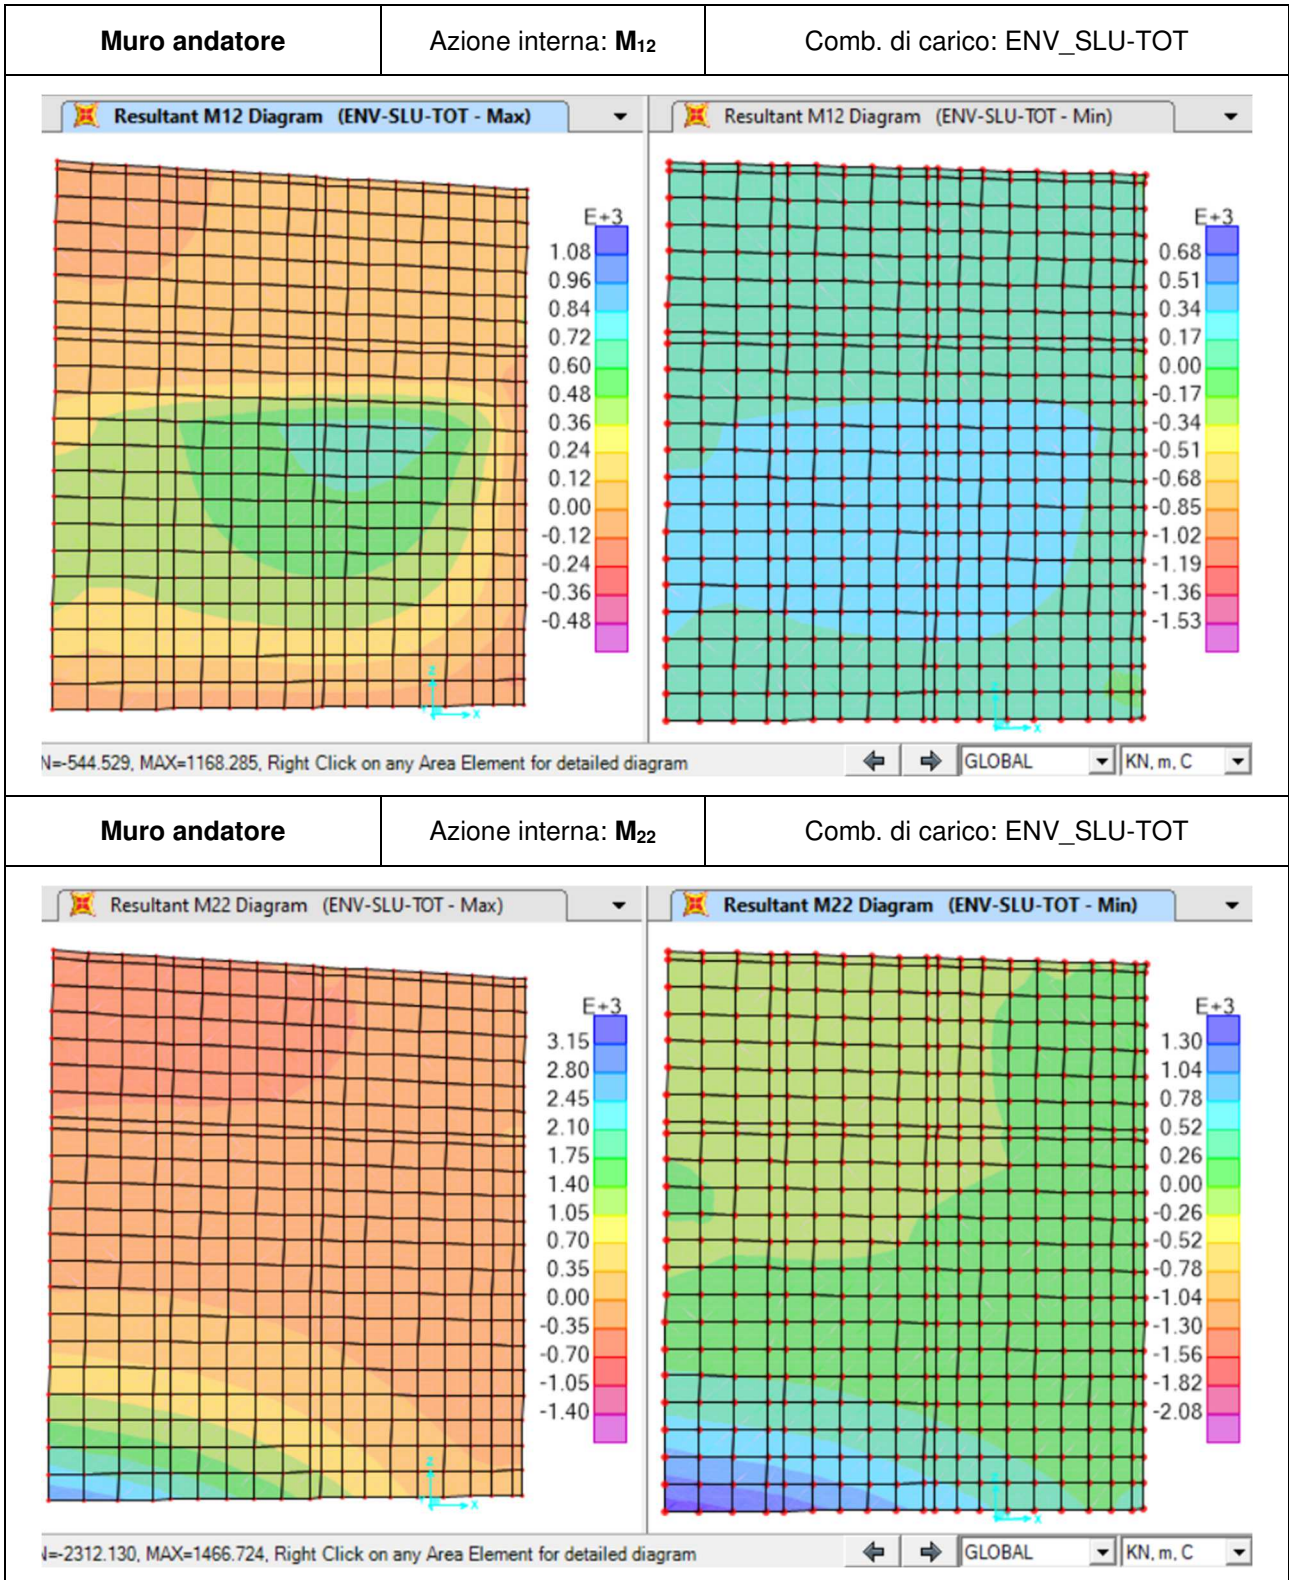 Muro andatore Azione interna: M12 Comb. di carico: ENV_SLU-TOT
Resultant M12 Diagram (ENV-SLU-TOT - Max)
Resultant M12 Diagram (ENV-SLU-TOT - Min)
E+3
1.08
0.96
0.84
0.72
0.60
0.48
0.36
0.24
0.12
0.00
-0.12
-0.24
-0.36
-0.48
Z
X
E+3
0.68
0.51
0.34
0.17
0.00
-0.17
-0.34
-0.51
-0.68
-0.85
-1.02
-1.19
-1.36
-1.53
X
N=-544.529, MAX=1168.285, Right Click on any Area Element for detailed diagram
GLOBAL
KN, m, C
Muro andatore Azione interna: M22 Comb. di carico: ENV_SLU-TOT
Resultant M22 Diagram (ENV-SLU-TOT - Max)
Resultant M22 Diagram (ENV-SLU-TOT - Min)
E+3
3.15
2.80
2.45
2.10
1.75
1.40
1.05
0.70
0.35
0.00
-0.35
-0.70
-1.05
-1.40
Z
X
E+3
1.30
1.04
0.78
0.52
0.26
0.00
-0.26
-0.52
-0.78
-1.04
-1.30
-1.56
-1.82
-2.08
X
N=-2312.130, MAX=1466.724, Right Click on any Area Element for detailed diagram
GLOBAL
KN, m, C